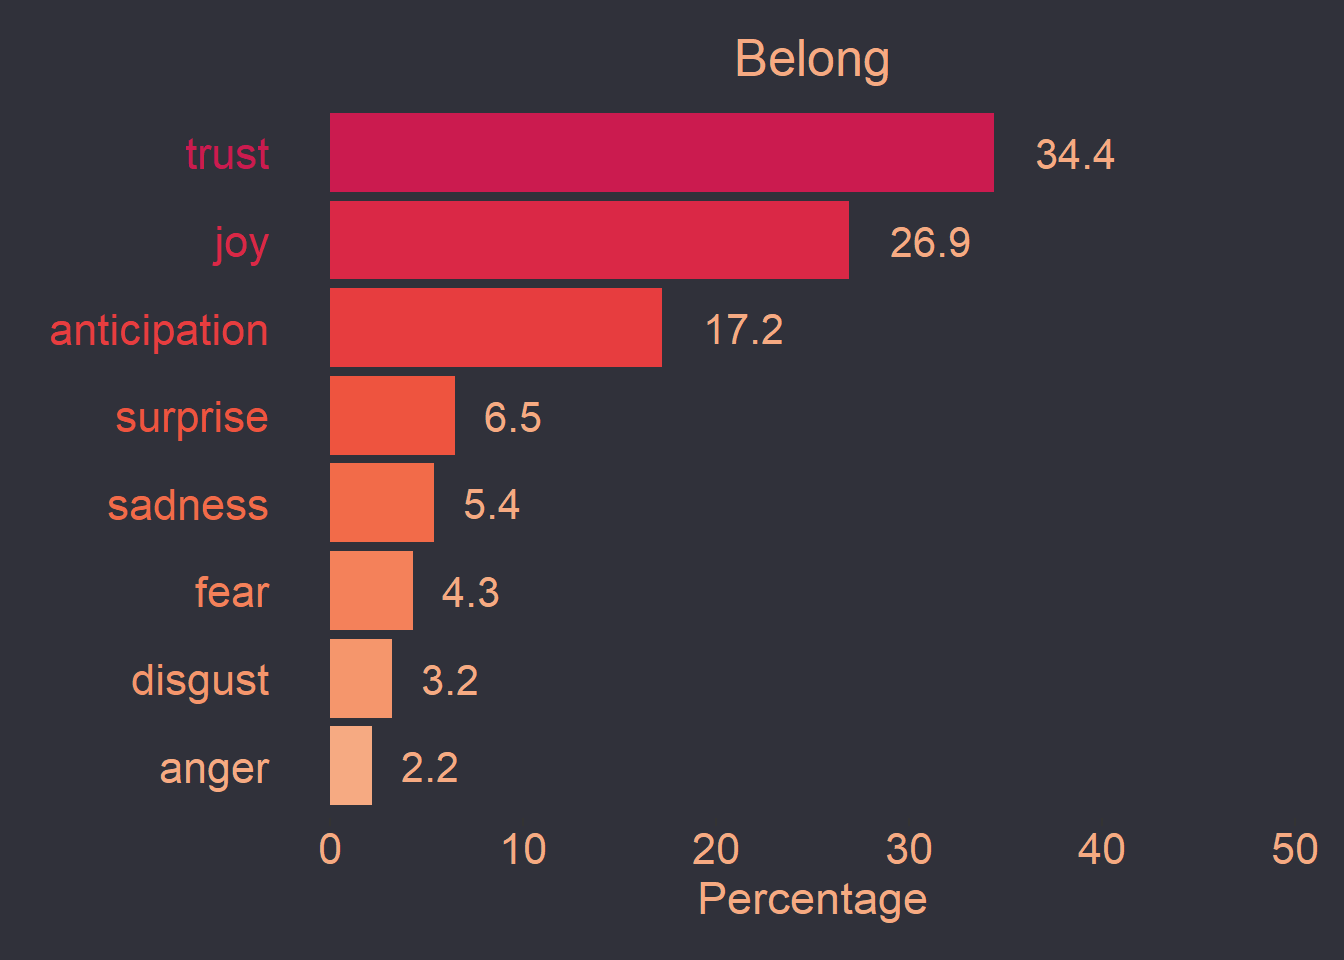 Belong
trust 34.4
joy 26.9
anticipation 17.2
surprise 6.5
sadness 5.4
fear 4.3
disgust 3.2
anger 2.2
0 10 20 30 40 50
Percentage